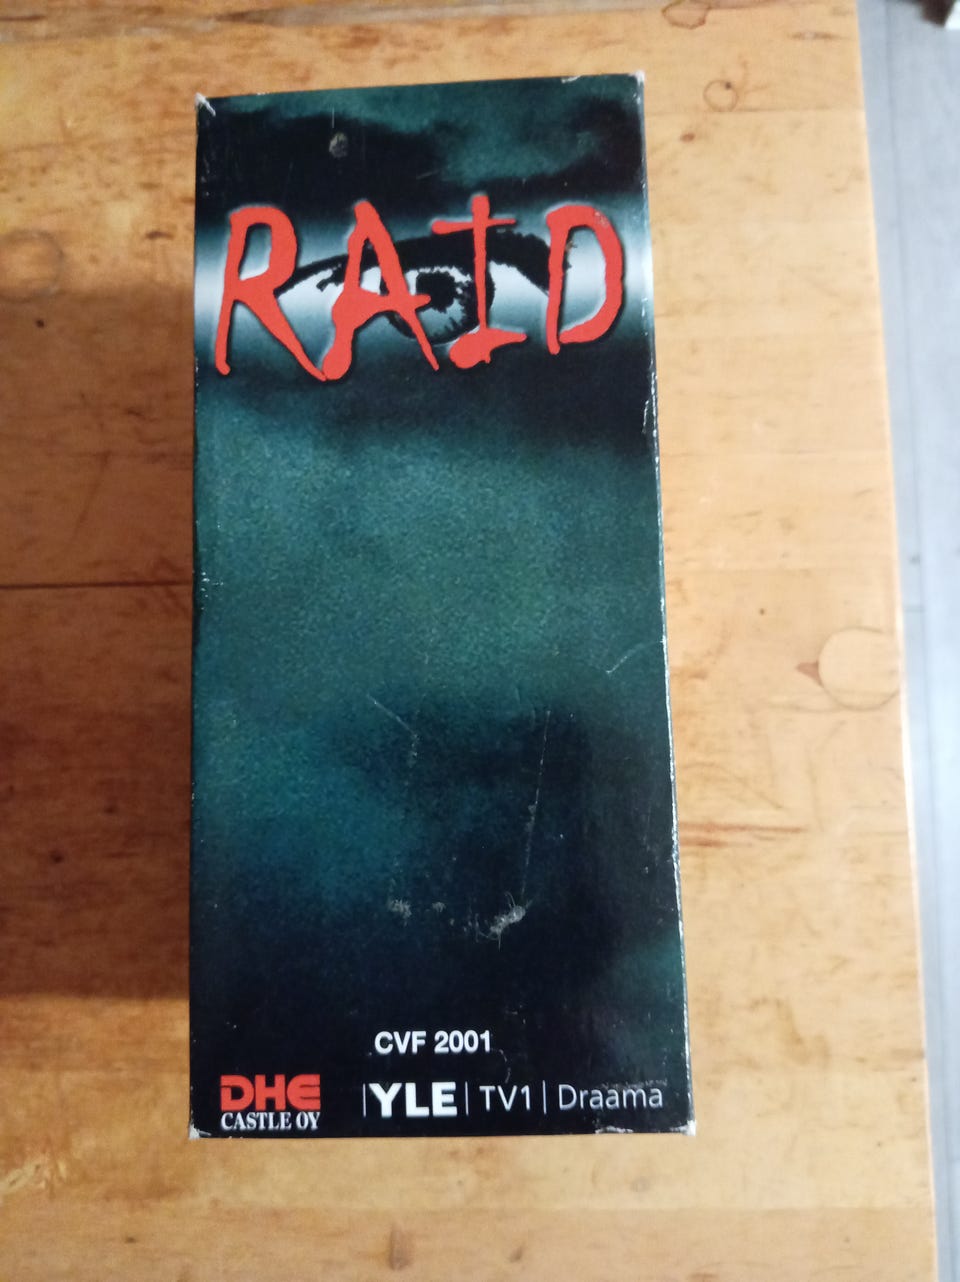 RAID
CVF 2001
DHE
CASTLE OY
|YLE| TV1 | Draama